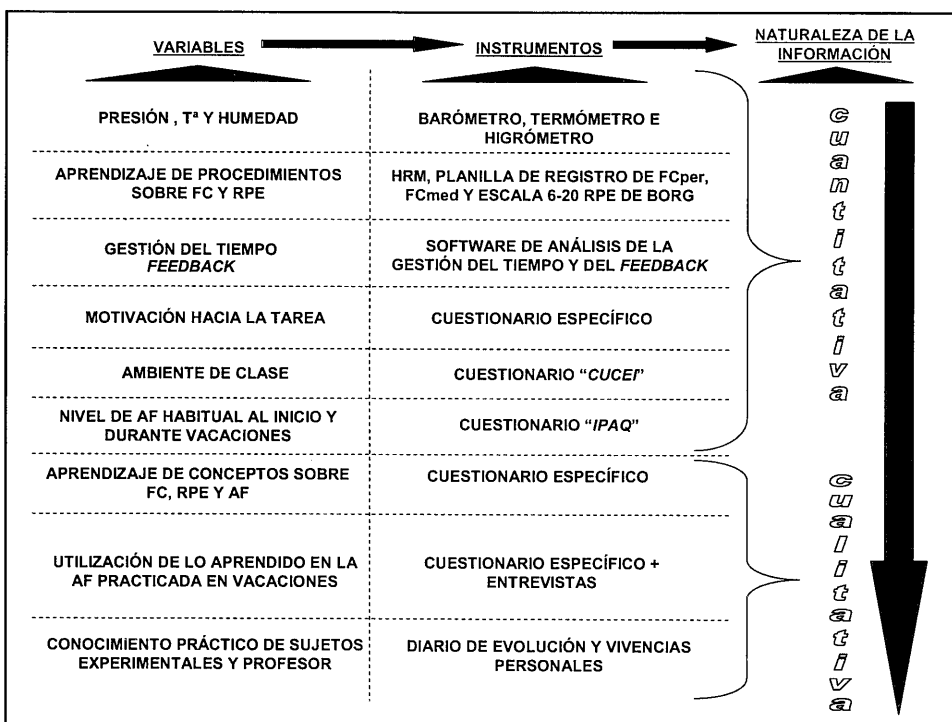 VARIABLES
INSTRUMENTOS
NATURALEZA DE LA
INFORMACIÓN
PRESIÓN , Tª Y HUMEDAD
BARÓMETRO, TERMÓMETRO E
HIGRÓMETRO
APRENDIZAJE DE PROCEDIMIENTOS
SOBRE FC Y RPE
HRM, PLANILLA DE REGISTRO DE FCper,
FCmed Y ESCALA 6-20 RPE DE BORG
GESTIÓN DEL TIEMPO
FEEDBACK
SOFTWARE DE ANÁLISIS DE LA
GESTIÓN DEL TIEMPO Y DEL FEEDBACK
MOTIVACIÓN HACIA LA TAREA
CUESTIONARIO ESPECÍFICO
AMBIENTE DE CLASE
CUESTIONARIO “CUCEI”
NIVEL DE AF HABITUAL AL INICIO Y
DURANTE VACACIONES
CUESTIONARIO “IPAQ”
cuantitativa
APRENDIZAJE DE CONCEPTOS SOBRE
FC, RPE Y AF
CUESTIONARIO ESPECÍFICO
UTILIZACIÓN DE LO APRENDIDO EN LA
AF PRACTICADA EN VACACIONES
CUESTIONARIO ESPECÍFICO +
ENTREVISTAS
CONOCIMIENTO PRÁCTICO DE SUJETOS
EXPERIMENTALES Y PROFESOR
DIARIO DE EVOLUCIÓN Y VIVENCIAS
PERSONALES
cualitativa